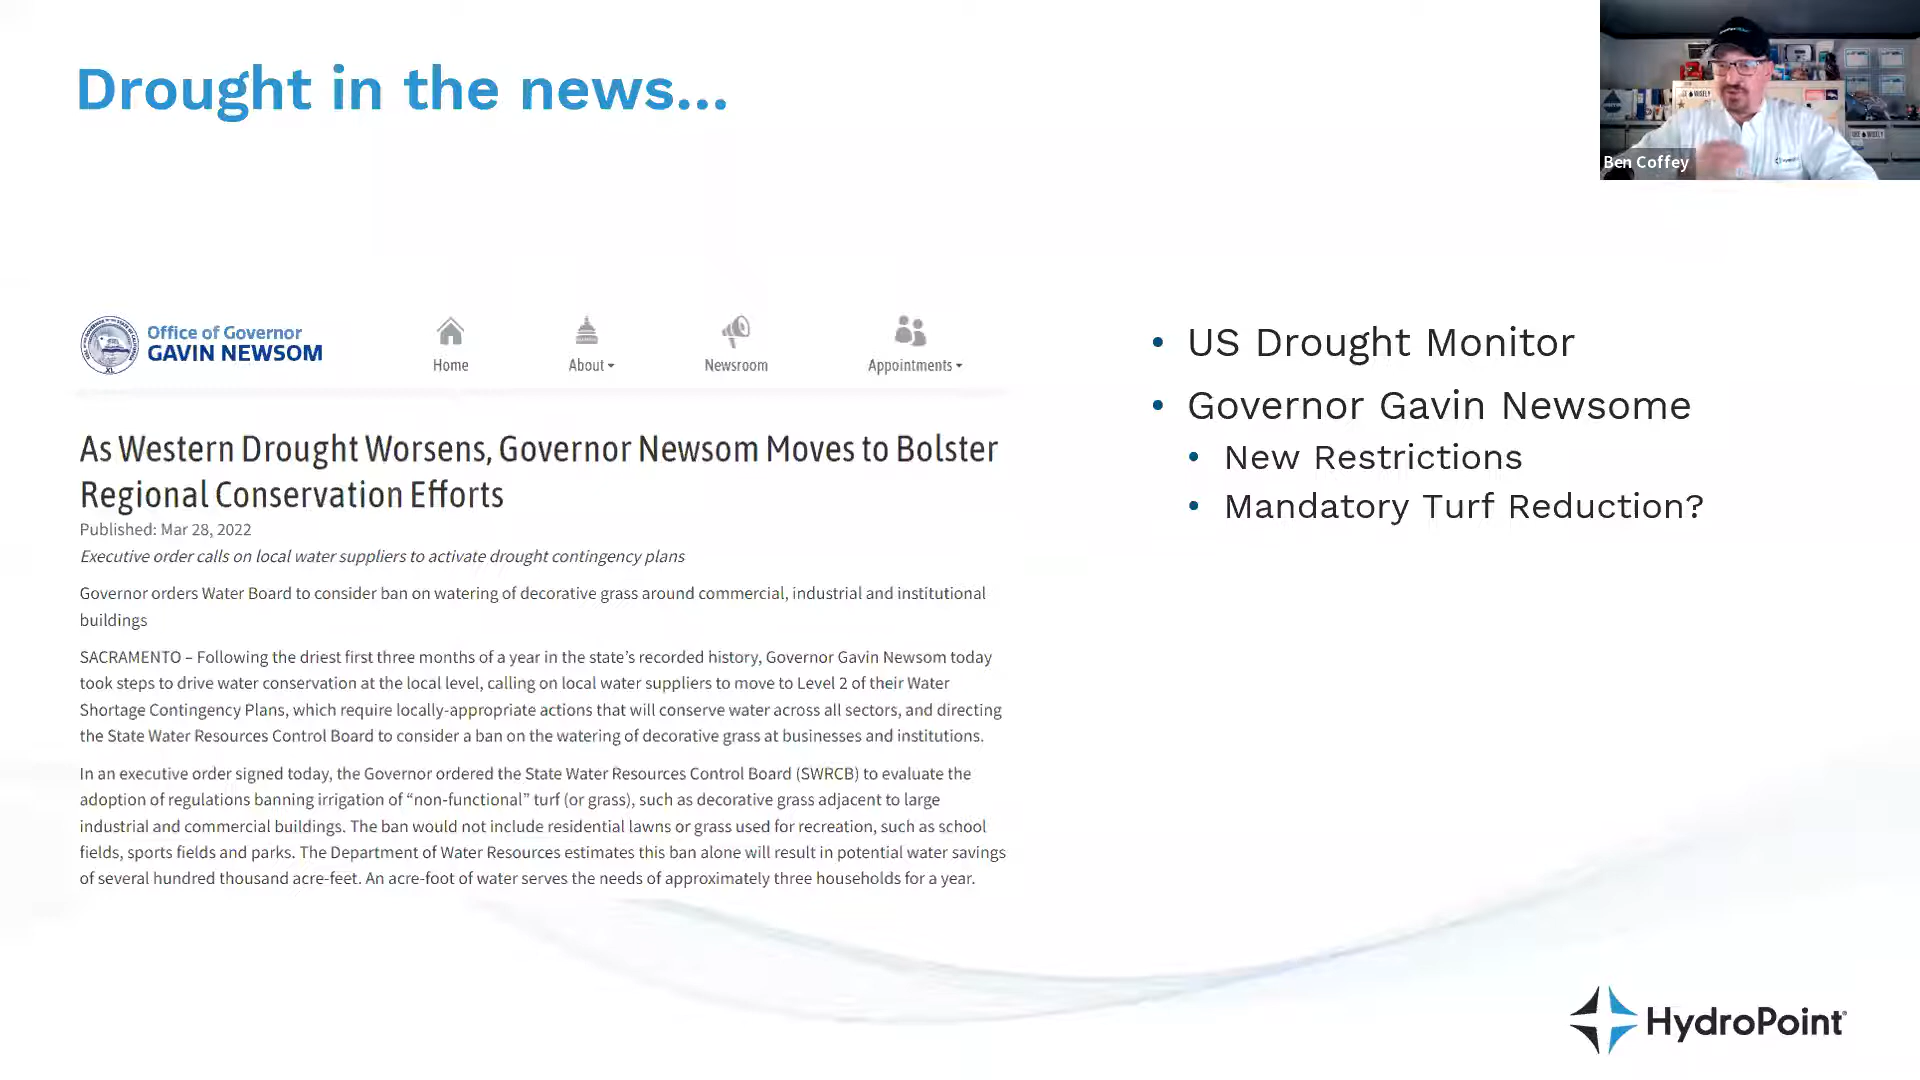 Drought in the news...
Ben Coffey
Office of Governor
GAVIN NEWSOM
Home
About
Newsroom
Appointments
As Western Drought Worsens, Governor Newsom Moves to Bolster
Regional Conservation Efforts
Published: Mar 28, 2022
Executive order calls on local water suppliers to activate drought contingency plans
Governor orders Water Board to consider ban on watering of decorative grass around commercial, industrial and institutional
buildings
SACRAMENTO – Following the driest first three months of a year in the state’s recorded history, Governor Gavin Newsom today
took steps to drive water conservation at the local level, calling on local water suppliers to move to Level 2 of their Water
Shortage Contingency Plans, which require locally-appropriate actions that will conserve water across all sectors, and directing
the State Water Resources Control Board to consider a ban on the watering of decorative grass at businesses and institutions.
In an executive order signed today, the Governor ordered the State Water Resources Control Board (SWRCB) to evaluate the
adoption of regulations banning irrigation of “non-functional” turf (or grass), such as decorative grass adjacent to large
industrial and commercial buildings. The ban would not include residential lawns or grass used for recreation, such as school
fields, sports fields and parks. The Department of Water Resources estimates this ban alone will result in potential water savings
of several hundred thousand acre-feet. An acre-foot of water serves the needs of approximately three households for a year.
• US Drought Monitor
• Governor Gavin Newsome
• New Restrictions
• Mandatory Turf Reduction?
HydroPoint